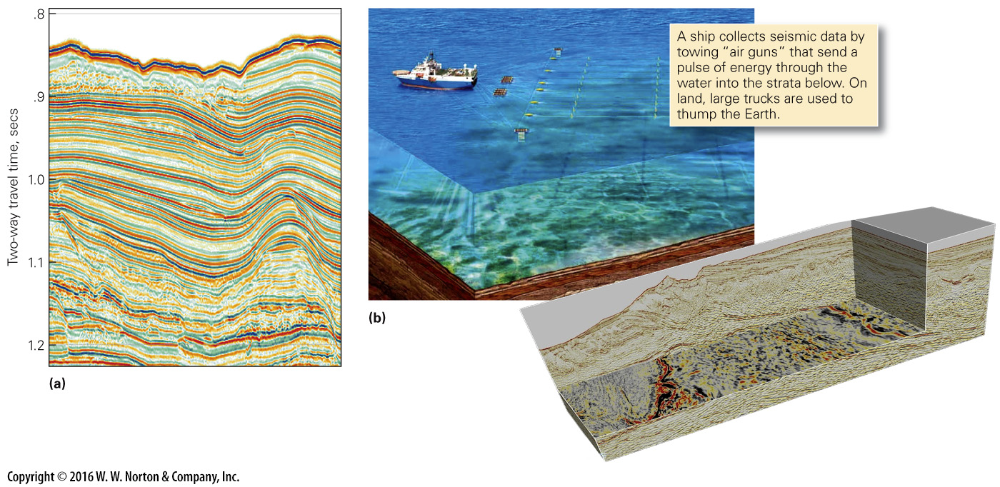 .8
.9
1.0
1.1
1.2
Two-way travel time, secs
(a)
A ship collects seismic data by
towing “air guns” that send a
pulse of energy through the
water into the strata below. On
land, large trucks are used to
thump the Earth.
(b)
Copyright © 2016 W. W. Norton & Company, Inc.